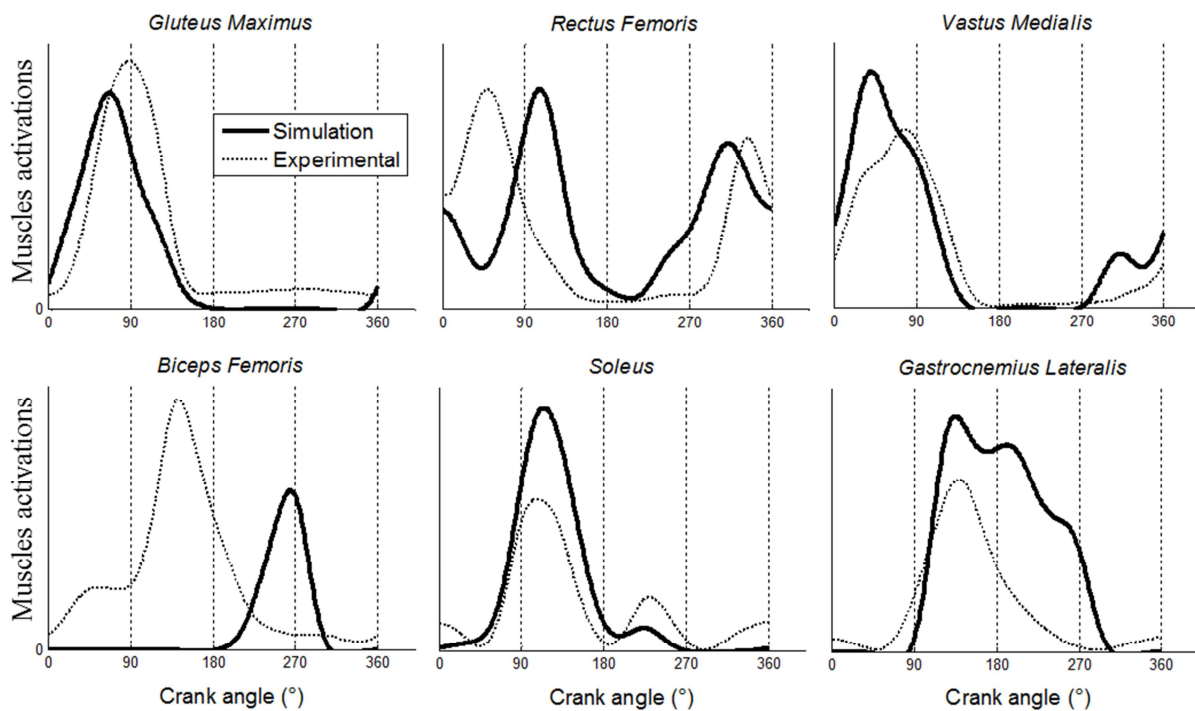 Gluteus Maximus
Rectus Femoris
Vastus Medialis
Muscles activations
Simulation
Experimental
0
0 90 180 270 360
0 90 180 270 360
0 90 180 270 360
Biceps Femoris
Soleus
Gastrocnemius Lateralis
Muscles activations
0
0 90 180 270 360
0 90 180 270 360
0 90 180 270 360
Crank angle (°)
Crank angle (°)
Crank angle (°)